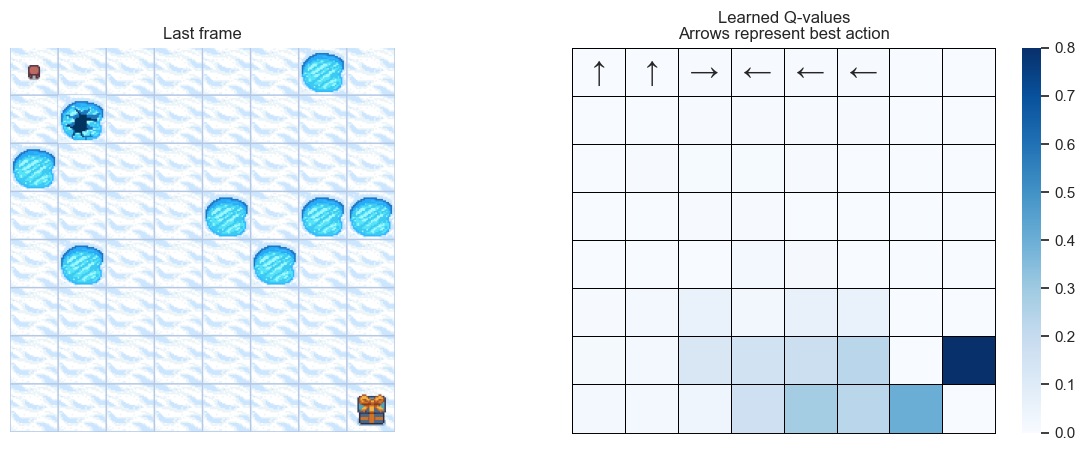 Last frame
Learned Q-values
Arrows represent best action
↑ ↑ → ← ← ←
0.8
0.7
0.6
0.5
0.4
0.3
0.2
0.1
0.0